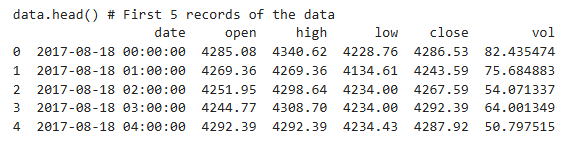 data.head() # First 5 records of the data
date open high low close vol
0 2017-08-18 00:00:00 4285.08 4340.62 4228.76 4286.53 82.435474
1 2017-08-18 01:00:00 4269.36 4269.36 4134.61 4243.59 75.684883
2 2017-08-18 02:00:00 4251.95 4298.64 4234.00 4267.59 54.071337
3 2017-08-18 03:00:00 4244.77 4308.70 4234.00 4292.39 64.001349
4 2017-08-18 04:00:00 4292.39 4292.39 4234.43 4287.92 50.797515